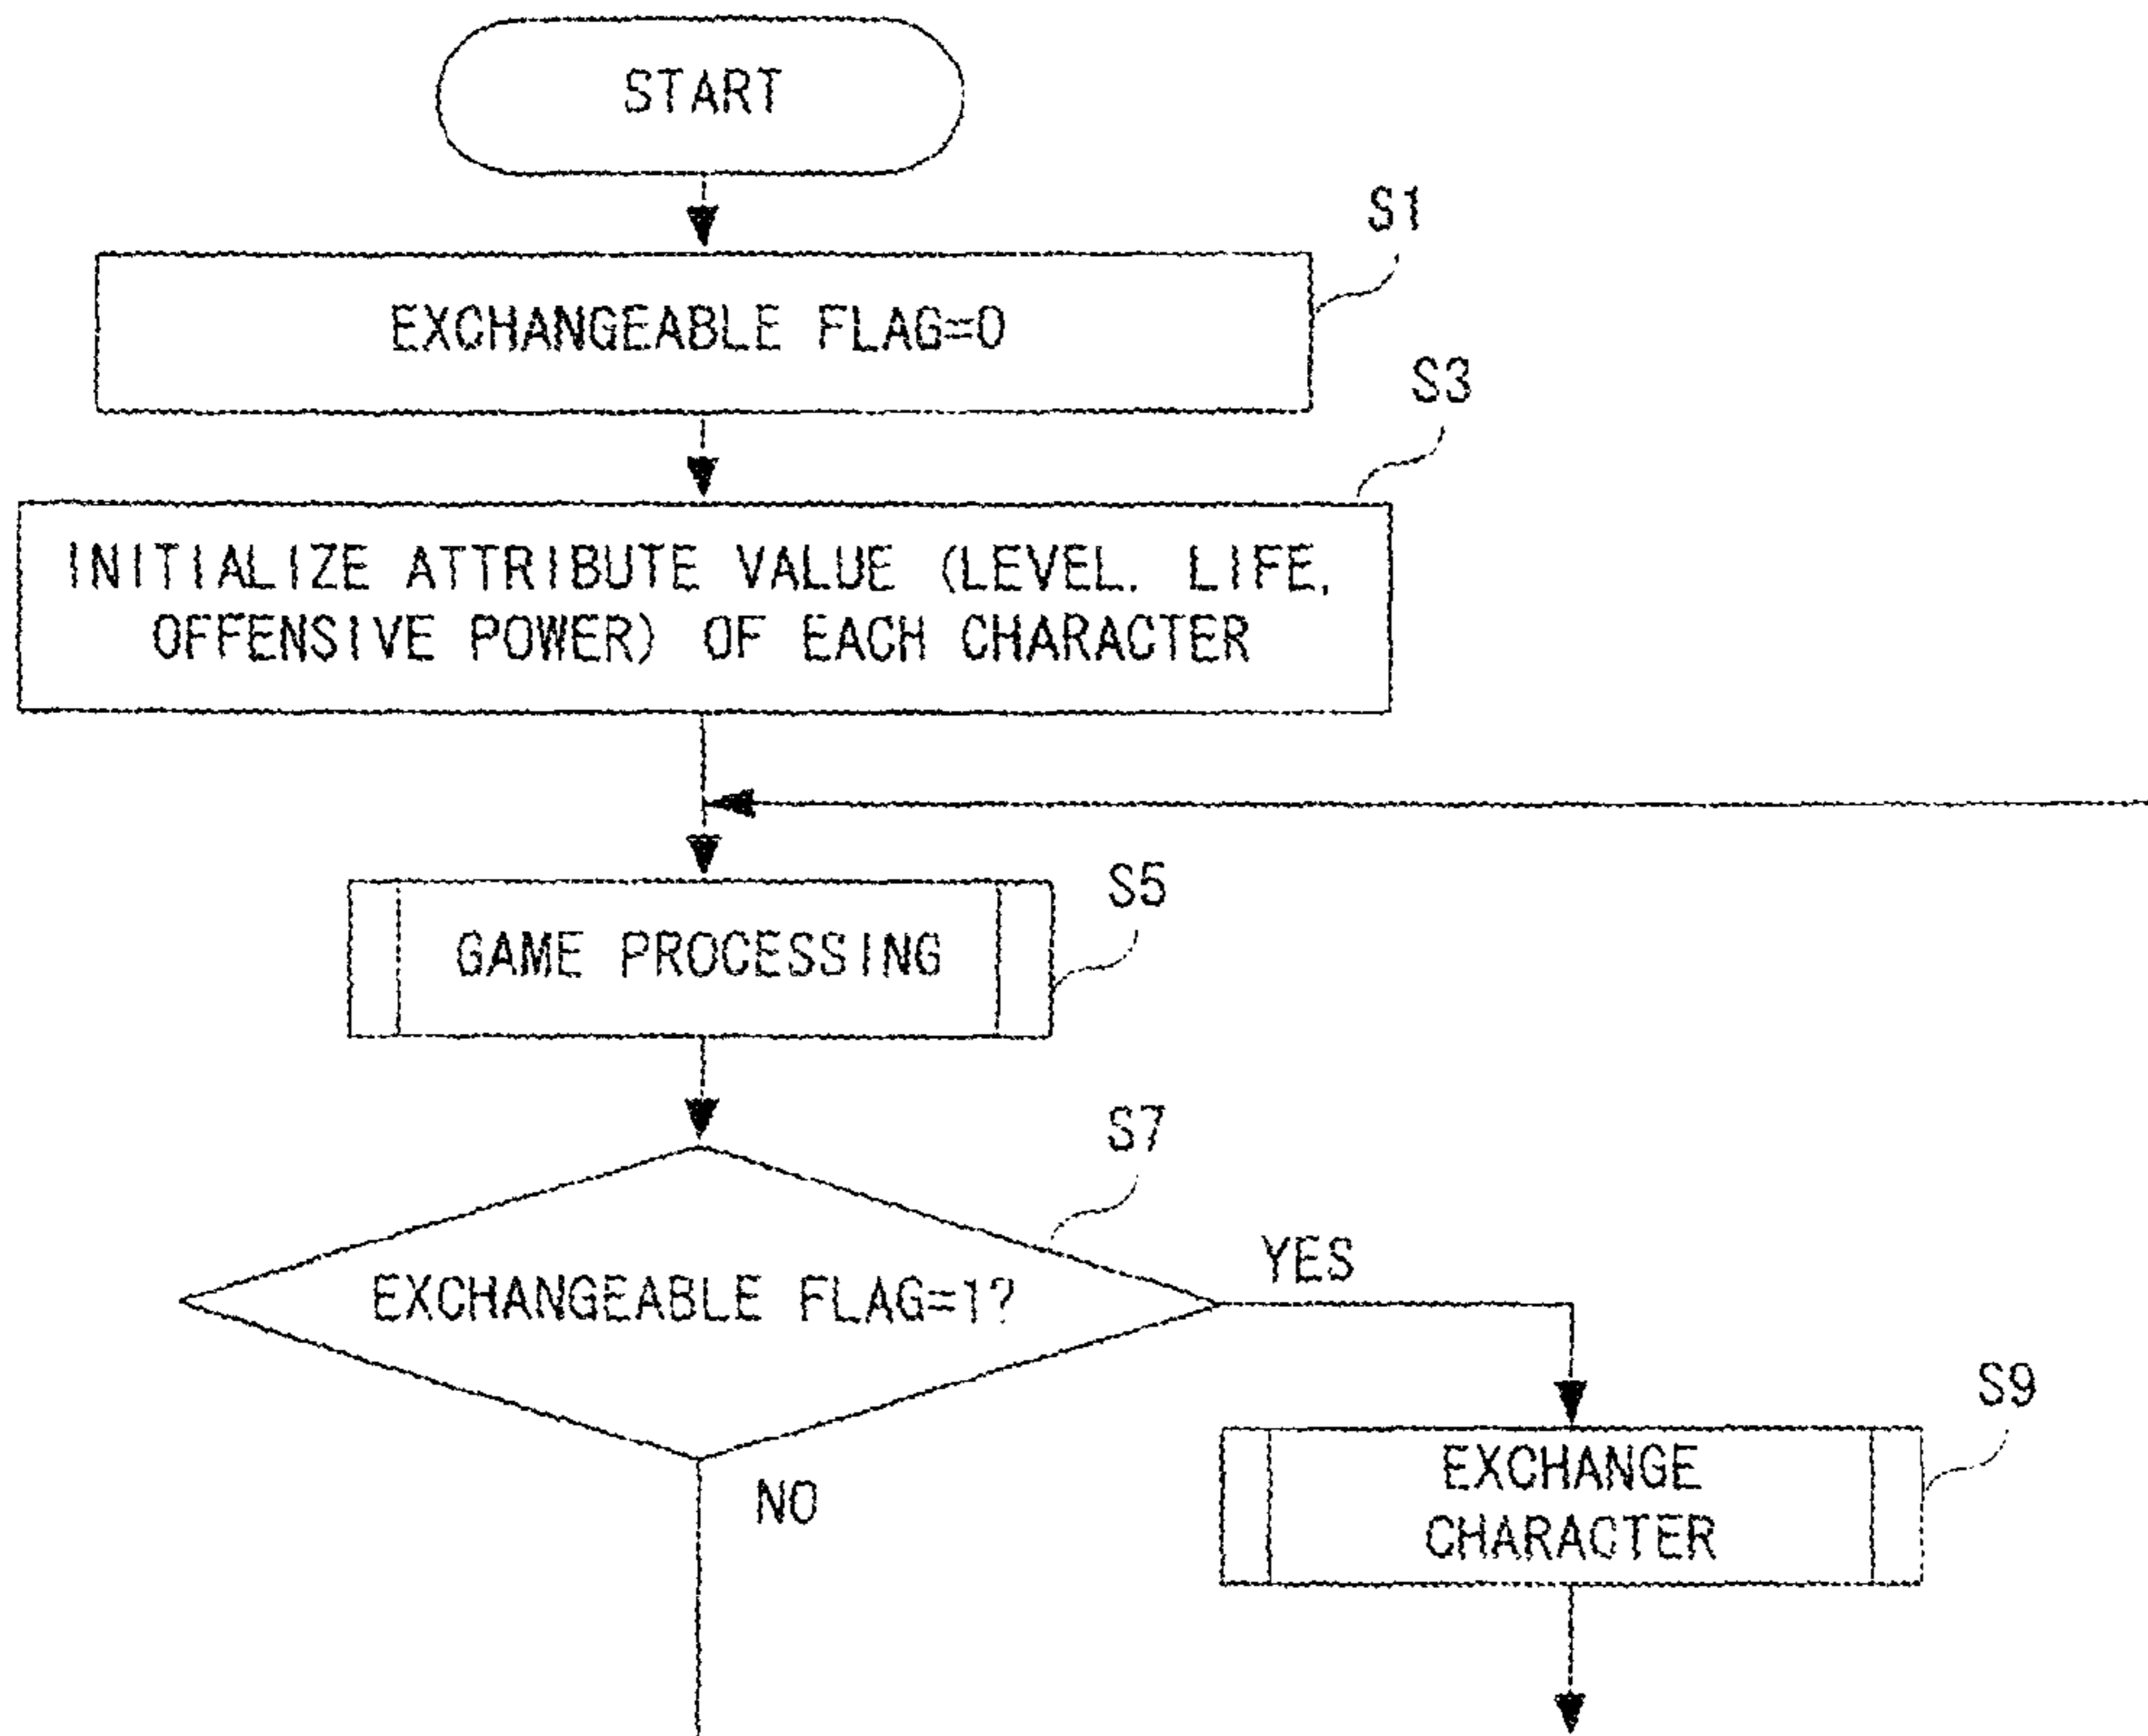 START
S1
EXCHANGEABLE FLAG=0
S3
INITIALIZE ATTRIBUTE VALUE (LEVEL. LIFE,
OFFENSIVE POWER) OF EACH CHARACTER
S5
GAME PROCESSING
S7
EXCHANGEABLE FLAG=1?
YES
NO
S9
EXCHANGE
CHARACTER